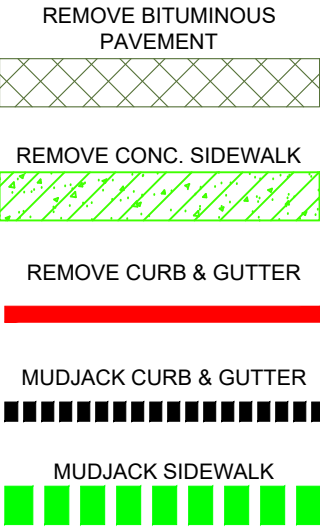 REMOVE BITUMINOUS
PAVEMENT
REMOVE CONC. SIDEWALK
REMOVE CURB & GUTTER
MUDJACK CURB & GUTTER
MUDJACK SIDEWALK